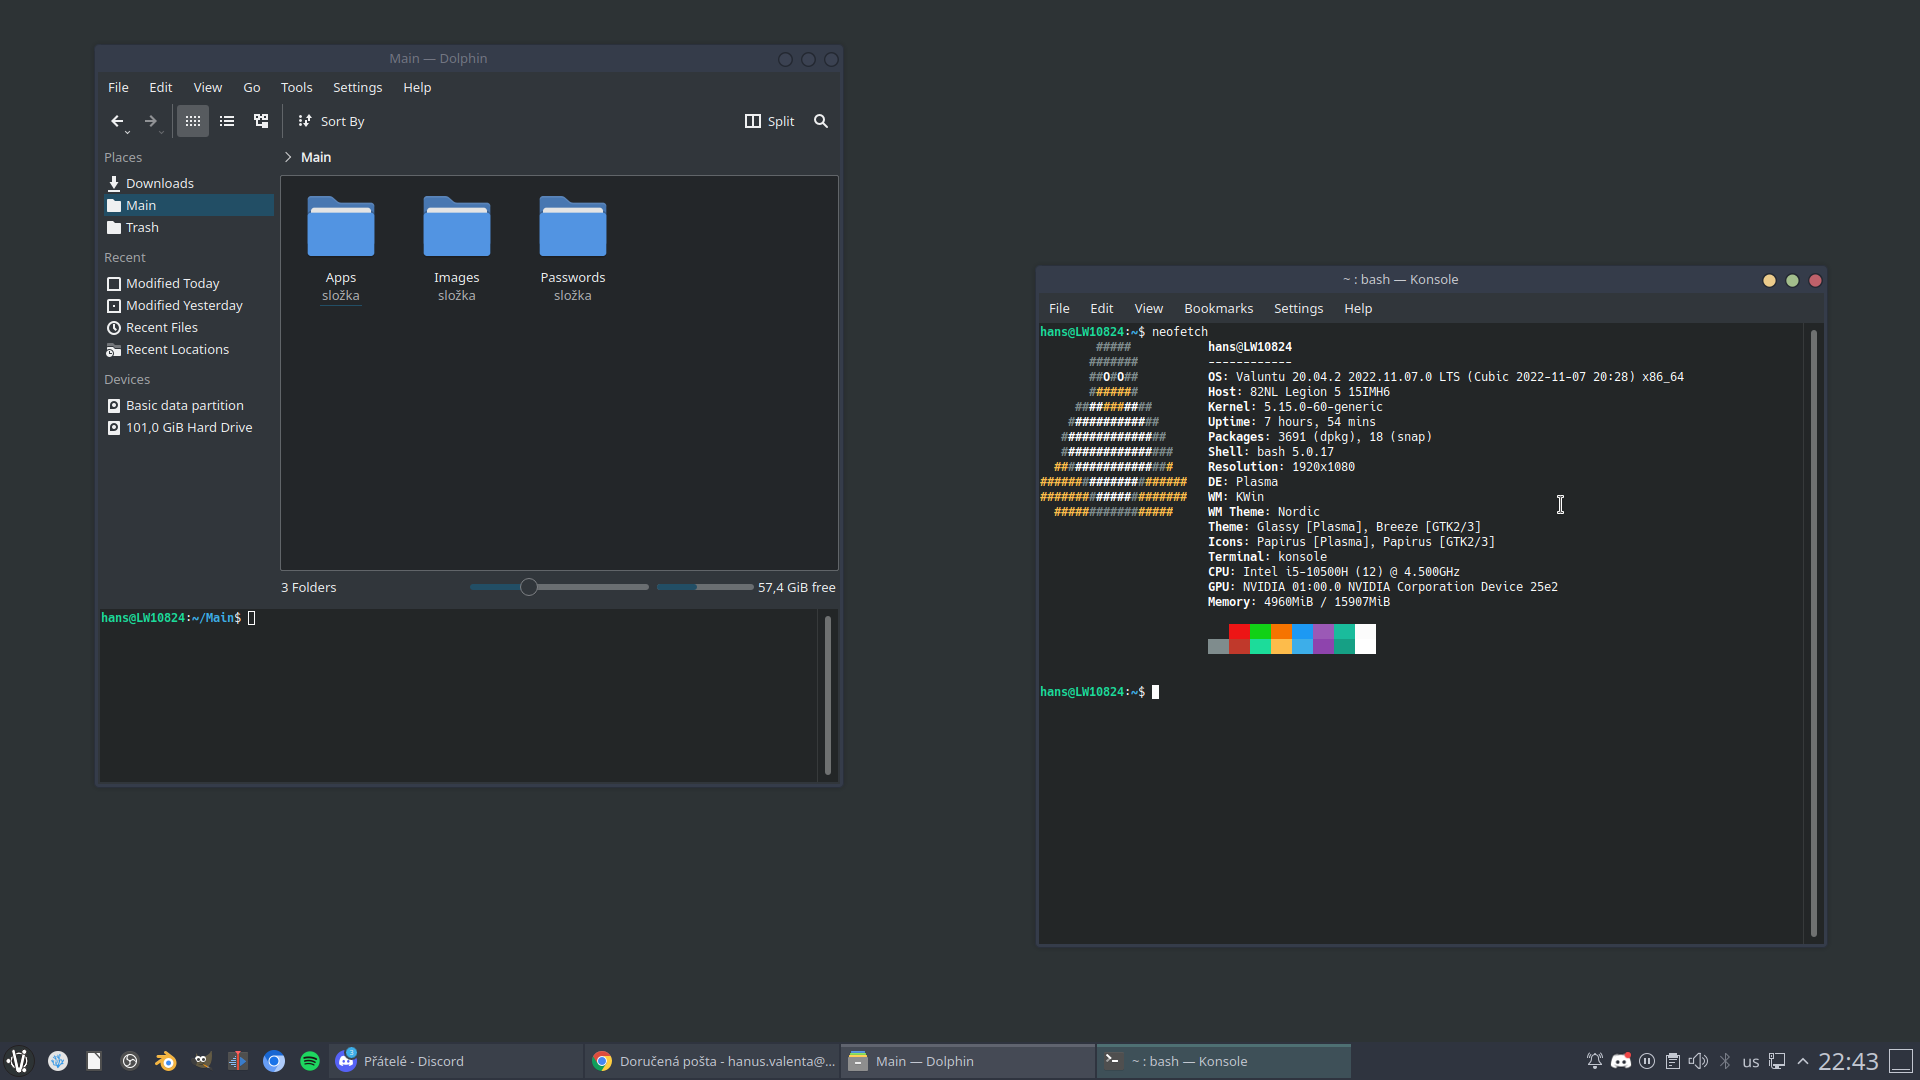 Main — Dolphin
File Edit View Go Tools Settings Help
Sort By
Split
Places
Downloads
Main
Trash
Recent
Modified Today
Modified Yesterday
Recent Files
Recent Locations
Devices
Basic data partition
101,0 GiB Hard Drive
Main
Apps
složka
Images
složka
Passwords
složka
3 Folders
57,4 GiB free
hans@LW10824:~/Main$
~ : bash — Konsole
File Edit View Bookmarks Settings Help
hans@LW10824:~$ neofetch
##### hans@LW10824
####### ------------
##O#O## OS: Valuntu 20.04.2 2022.11.07.0 LTS (Cubic 2022-11-07 20:28) x86_64
####### Host: 82NL Legion 5 15IMH6
########### Kernel: 5.15.0-60-generic
############# Uptime: 7 hours, 54 mins
############### Packages: 3691 (dpkg), 18 (snap)
################ Shell: bash 5.0.17
################# Resolution: 1920x1080
##################### DE: Plasma
##################### WM: KWin
################# WM Theme: Nordic
Theme: Glassy [Plasma], Breeze [GTK2/3]
Icons: Papirus [Plasma], Papirus [GTK2/3]
Terminal: konsole
CPU: Intel i5-10500H (12) @ 4.500GHz
GPU: NVIDIA 01:00.0 NVIDIA Corporation Device 25e2
Memory: 4960MiB / 15907MiB
hans@LW10824:~$
Přátelé - Discord
Doručená pošta - hanus.valenta@...
Main — Dolphin
~ : bash — Konsole
us
22:43